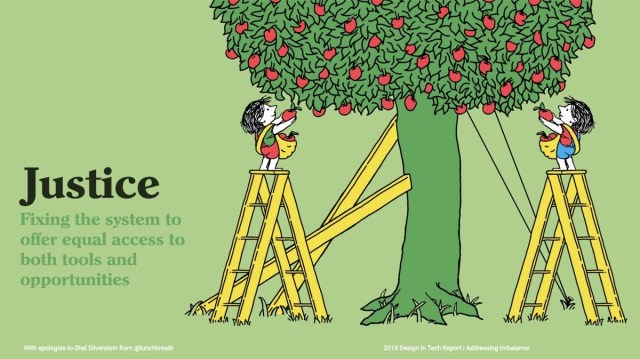 Justice
Fixing the system to
offer equal access to
both tools and
opportunities
With apologies to Shel Silverstein from @lunchbreath
2019 Design In Tech Report | Addressing Imbalance